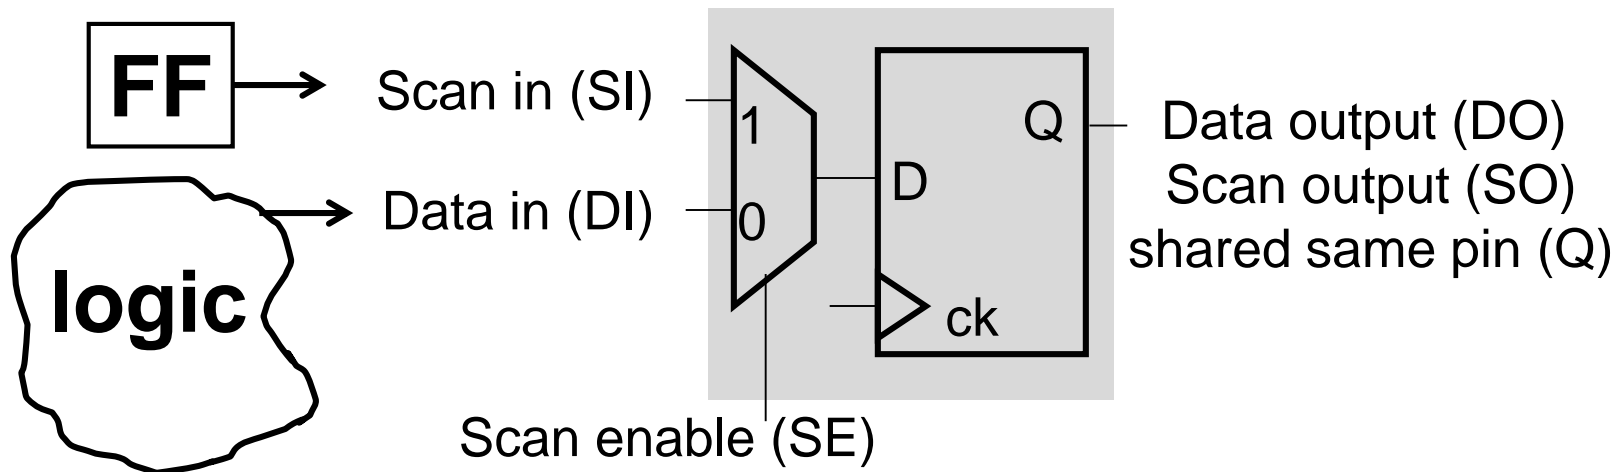 FF
Scan in (SI)
1
Q
Data output (DO)
D
Scan output (SO)
logic
Data in (DI)
0
shared same pin (Q)
ck
Scan enable (SE)